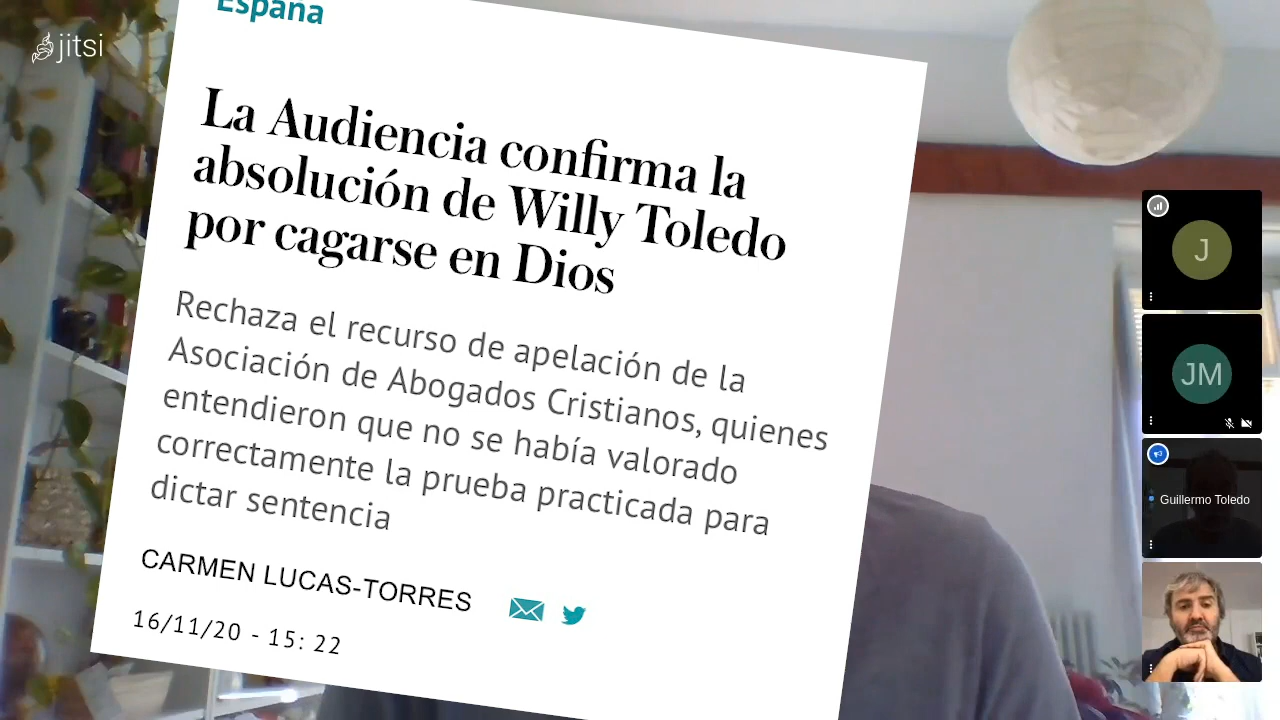 jitsi
España
La Audiencia confirma la
absolución de Willy Toledo
por cagarse en Dios
Rechaza el recurso de apelación de la
Asociación de Abogados Cristianos, quienes
entendieron que no se había valorado
correctamente la prueba practicada para
dictar sentencia
CARMEN LUCAS-TORRES
16/11/20 - 15: 22
J
JM
Guillermo Toledo